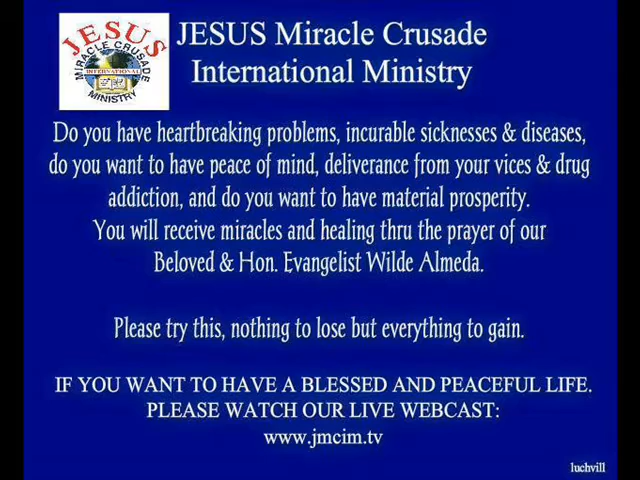 JESUS
MIRACLE CRUSADE
INTERNATIONAL
MINISTRY
JESUS Miracle Crusade
International Ministry
Do you have heartbreaking problems, incurable sicknesses & diseases,
do you want to have peace of mind, deliverance from your vices & drug
addiction, and do you want to have material prosperity.
You will receive miracles and healing thru the prayer of our
Beloved & Hon. Evangelist Wilde Almeda.
Please try this, nothing to lose but everything to gain.
IF YOU WANT TO HAVE A BLESSED AND PEACEFUL LIFE.
PLEASE WATCH OUR LIVE WEBCAST:
www.jmcim.tv
luchvill